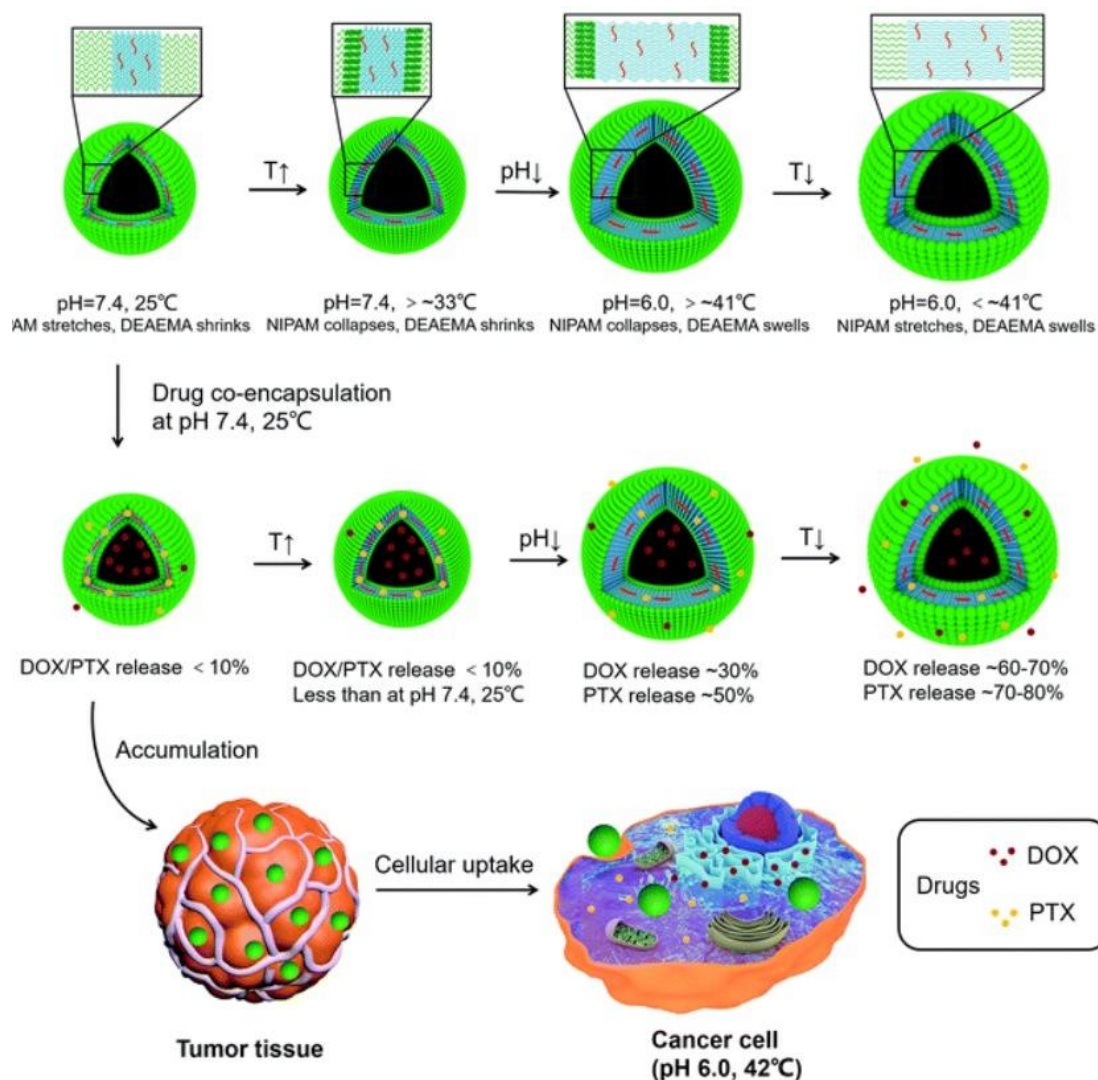 T↑
pH↓
T↓
pH=7.4, 25℃
pH=7.4, > ~33℃
pH=6.0, > ~41℃
pH=6.0, < ~41℃
AM stretches, DEAEMA shrinks
NIPAM collapses, DEAEMA shrinks
NIPAM collapses, DEAEMA swells
NIPAM stretches, DEAEMA swells
Drug co-encapsulation
at pH 7.4, 25℃
T↑
pH↓
T↓
DOX/PTX release < 10%
DOX/PTX release < 10%
Less than at pH 7.4, 25℃
DOX release ~30%
PTX release ~50%
DOX release ~60-70%
PTX release ~70-80%
Accumulation
Cellular uptake
Drugs
DOX
PTX
Tumor tissue
Cancer cell
(pH 6.0, 42℃)